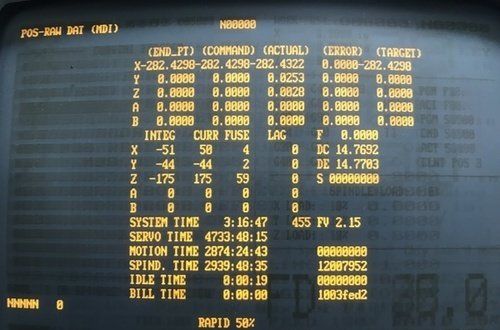 POS-RAW DAT (MDI) N00000
(END_PT) (COMMAND) (ACTUAL) (ERROR) (TARGET)
X-282.4298-282.4298-282.4322 0.0000-282.4298
Y 0.0000 0.0000 0.0253 0.0000 0.0000
Z 0.0000 0.0000 0.0028 0.0000 0.0000
A 0.0000 0.0000 0.0000 0.0000 0.0000
B 0.0000 0.0000 0.0000 0.0000 0.0000
INTEG CURR FUSE LAG F 0.0000
X -51 50 4 0 DC 14.7692
Y -44 -44 2 0 DE 14.7703
Z -175 175 59 0 S 00000000
A 0 0 0 0
B 0 0 0 0
SYSTEM TIME 3:16:47 455 FV 2.15
SERVO TIME 4733:48:15
MOTION TIME 2874:24:43 00000000
SPIND. TIME 2939:48:35 12007952
IDLE TIME 0:00:19 00000000
BILL TIME 0:00:00 1003fed2
NNNNN 0
RAPID 50%